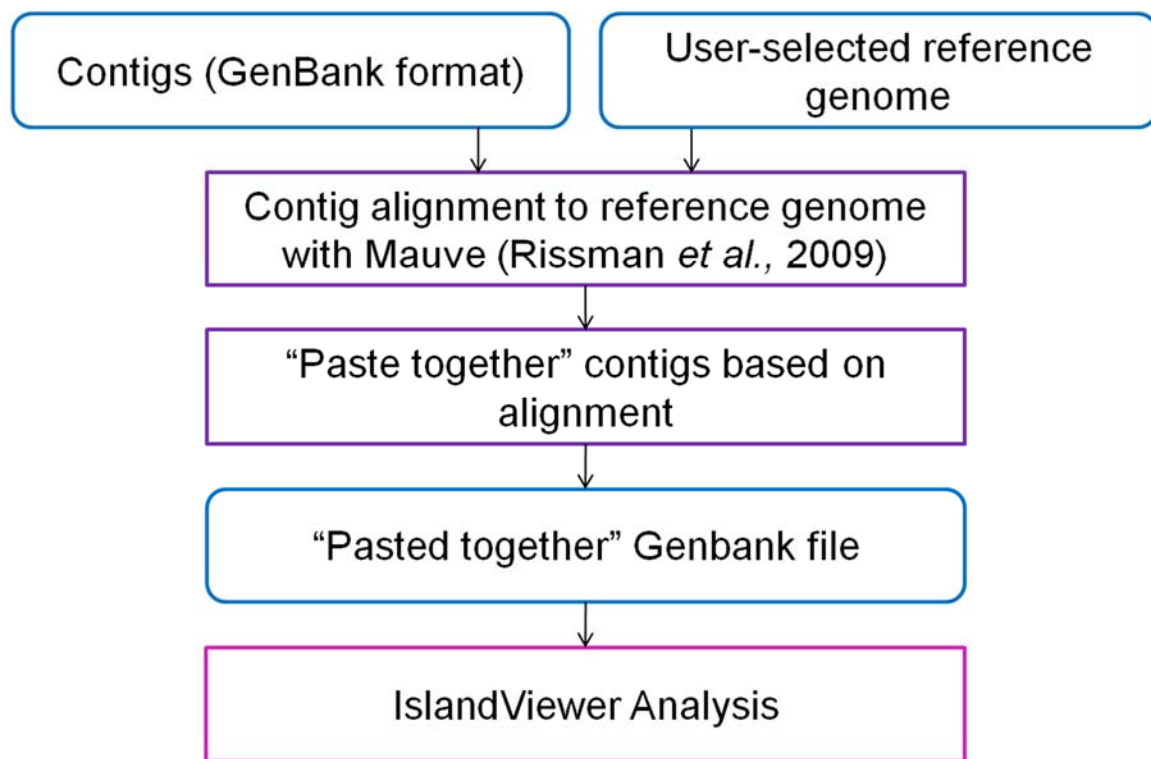 Contigs (GenBank format)
User-selected reference
genome
Contig alignment to reference genome
with Mauve (Rissman et al., 2009)
“Paste together” contigs based on
alignment
“Pasted together” Genbank file
IslandViewer Analysis